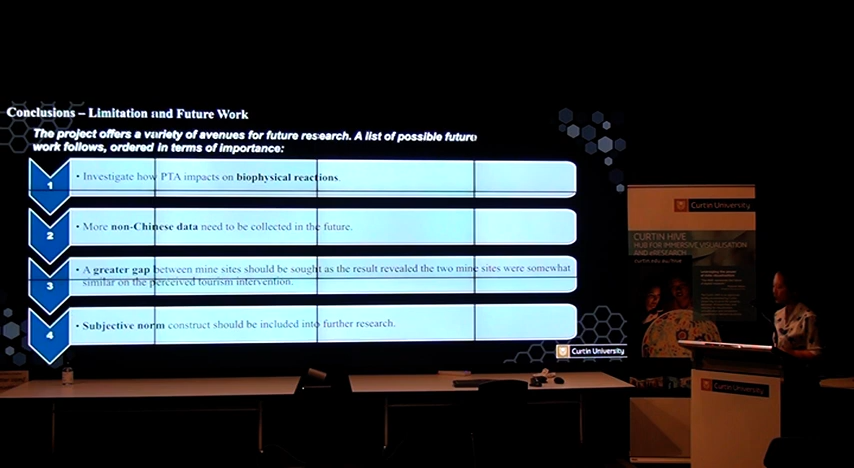 Conclusions – Limitation and Future Work
The project offers a variety of avenues for future research. A list of possible future
work follows, ordered in terms of importance:
1
• Investigate how PTA impacts on biophysical reactions.
2
• More non-Chinese data need to be collected in the future.
3
• A greater gap between mine sites should be sought as the result revealed the two mine sites were somewhat
similar on the perceived tourism intervention.
4
• Subjective norm construct should be included into further research.
Curtin University
Curtin University
CURTIN HIVE
HUB FOR IMMERSIVE VISUALISATION
AND eRESEARCH
Curtin University